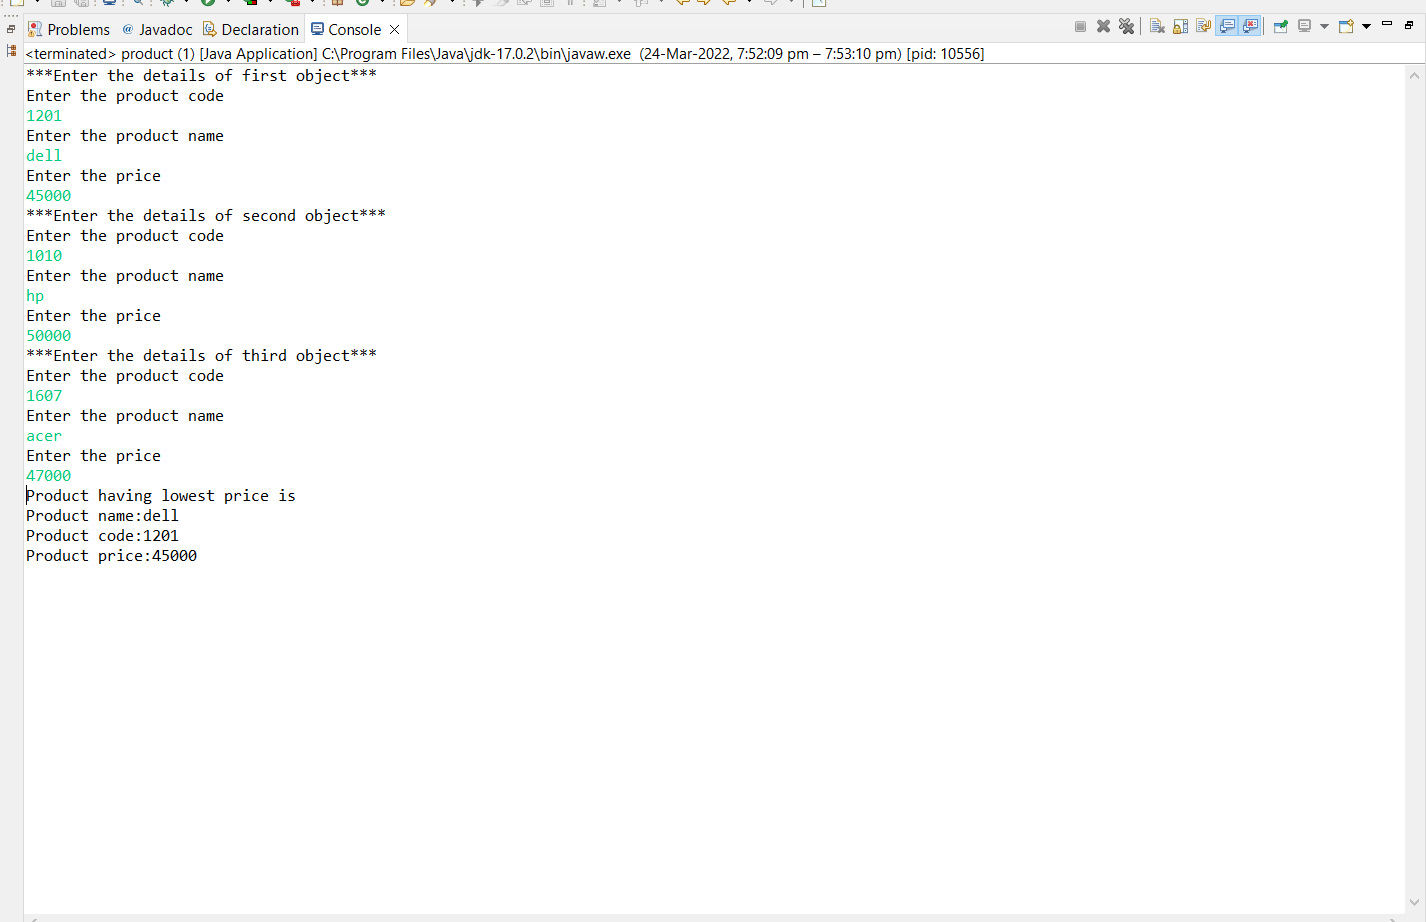 Problems @ Javadoc Declaration Console
<terminated> product (1) [Java Application] C:\Program Files\Java\jdk-17.0.2\bin\javaw.exe (24-Mar-2022, 7:52:09 pm – 7:53:10 pm) [pid: 10556]
***Enter the details of first object***
Enter the product code
1201
Enter the product name
dell
Enter the price
45000
***Enter the details of second object***
Enter the product code
1010
Enter the product name
hp
Enter the price
50000
***Enter the details of third object***
Enter the product code
1607
Enter the product name
acer
Enter the price
47000
Product having lowest price is
Product name:dell
Product code:1201
Product price:45000